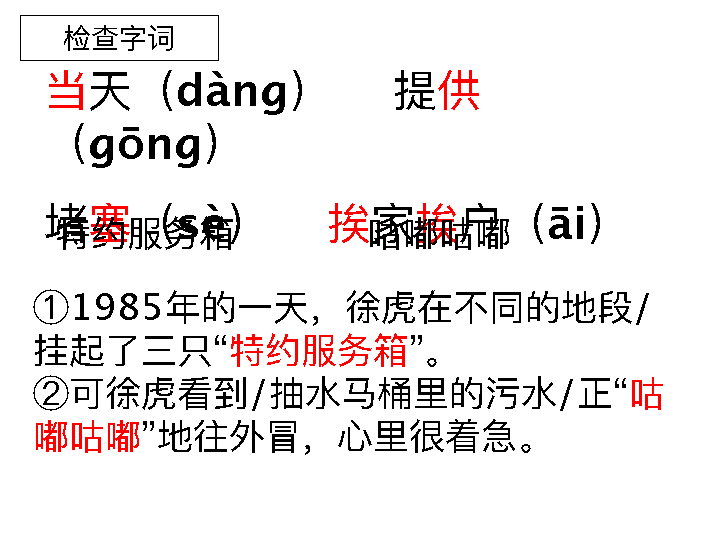 检查字词
当天（dàng） 提供
（gōng）
堵塞（sè） 挨家挨户（āi）
特约服务箱 咕嘟咕嘟
①1985年的一天，徐虎在不同的地段/
挂起了三只“特约服务箱”。
②可徐虎看到/抽水马桶里的污水/正“咕
嘟咕嘟”地往外冒，心里很着急。